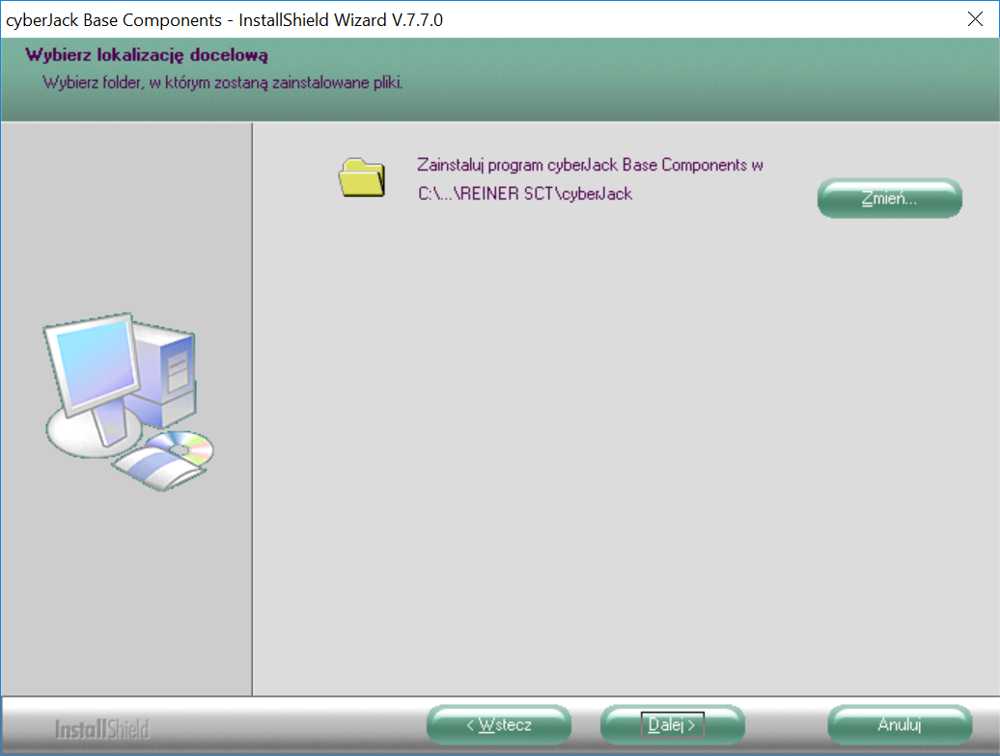 cyberJack Base Components - InstallShield Wizard V.7.7.0
Wybierz lokalizację docelową
Wybierz folder, w którym zostaną zainstalowane pliki.
Zainstaluj program cyberJack Base Components w
C:\...\REINER SCT\cyberJack
Zmień...
InstallShield
< Wstecz
Dalej >
Anuluj